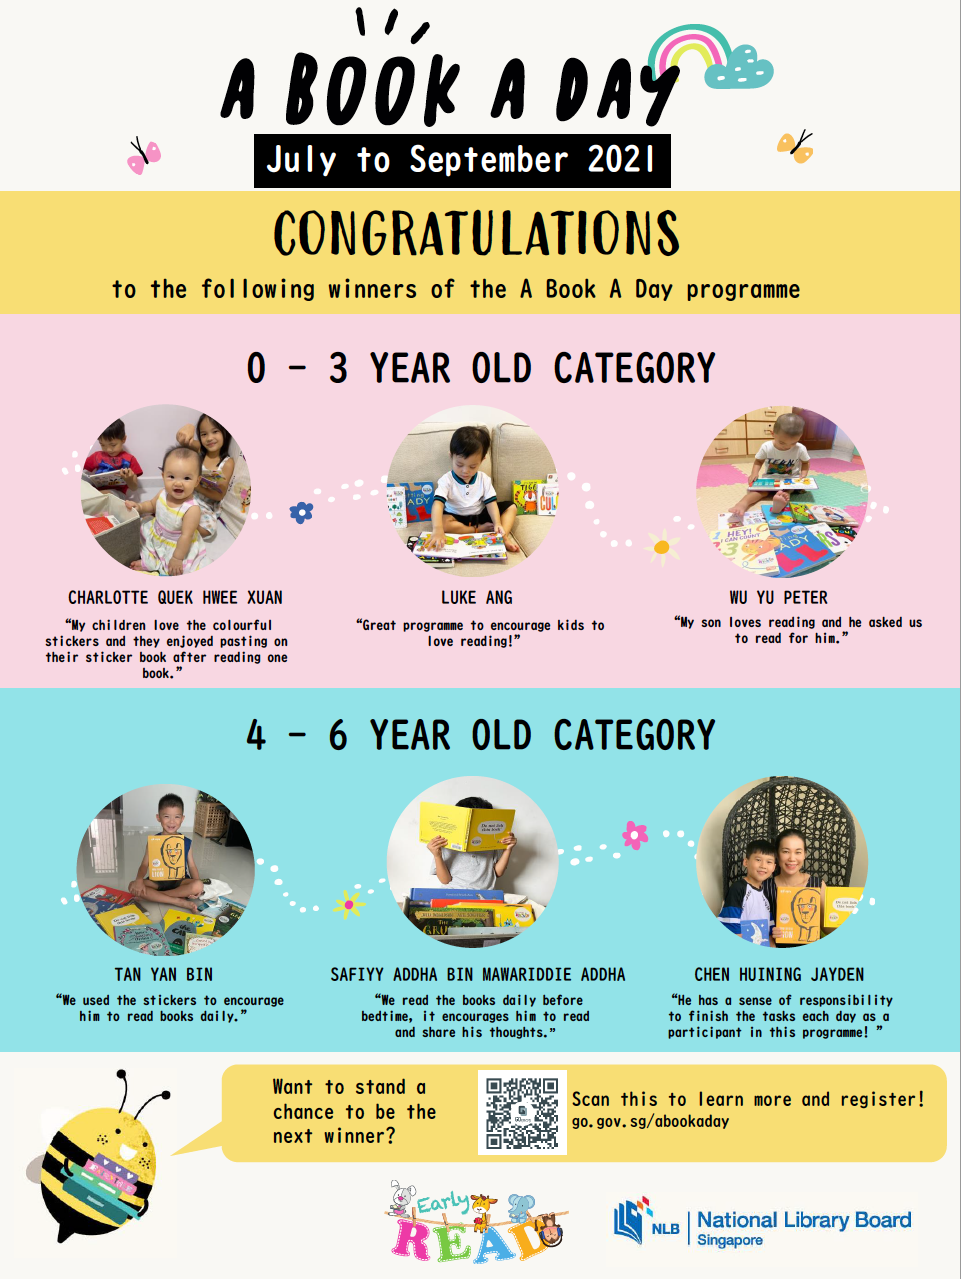 A BOOK A DAY
July to September 2021
CONGRATULATIONS
to the following winners of the A Book A Day programme
0 - 3 YEAR OLD CATEGORY
CHARLOTTE QUEK HWEE XUAN
“My children love the colourful
stickers and they enjoyed pasting on
their sticker book after reading one
book.”
LUKE ANG
“Great programme to encourage kids to
love reading!”
WU YU PETER
“My son loves reading and he asked us
to read for him.”
4 - 6 YEAR OLD CATEGORY
TAN YAN BIN
“We used the stickers to encourage
him to read books daily.”
SAFIYY ADDHA BIN MAWARIDDIE ADDHA
“We read the books daily before
bedtime, it encourages him to read
and share his thoughts.”
CHEN HUINING JAYDEN
“He has a sense of responsibility
to finish the tasks each day as a
participant in this programme! ”
Want to stand a
chance to be the
next winner?
Scan this to learn more and register!
go.gov.sg/abookaday
Early
READ
NLB
National Library Board
Singapore